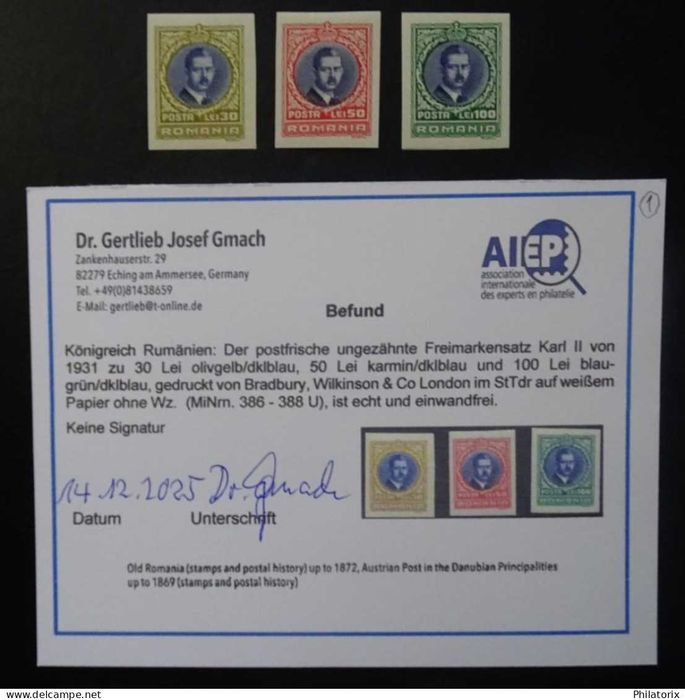 POSTA LEI 30
ROMANIA
POSTA LEI 50
ROMANIA
POSTA LEI 100
ROMANIA
1
Dr. Gertlieb Josef Gmach
Zankenhauserstr. 29
82279 Eching am Ammersee, Germany
Tel. +49(0)81438659
E-Mail: gertlieb@t-online.de
AIEP
association
internationale
des experts en philatelie
Befund
Königreich Rumänien: Der postfrische ungezähnte Freimarkensatz Karl II von
1931 zu 30 Lei olivgelb/dklblau, 50 Lei karmin/dklblau und 100 Lei blau-
grün/dklblau, gedruckt von Bradbury, Wilkinson & Co London im StTdr auf weißem
Papier ohne Wz. (MiNrn. 386 - 388 U), ist echt und einwandfrei.
Keine Signatur
14.12.2025 Dr. Gmach
Datum Unterschrift
POSTA LEI 100
ROMANIA
Old Romania (stamps and postal history) up to 1872, Austrian Post in the Danubian Principalities
up to 1869 (stamps and postal history)
www.delcampe.net
Philatorix